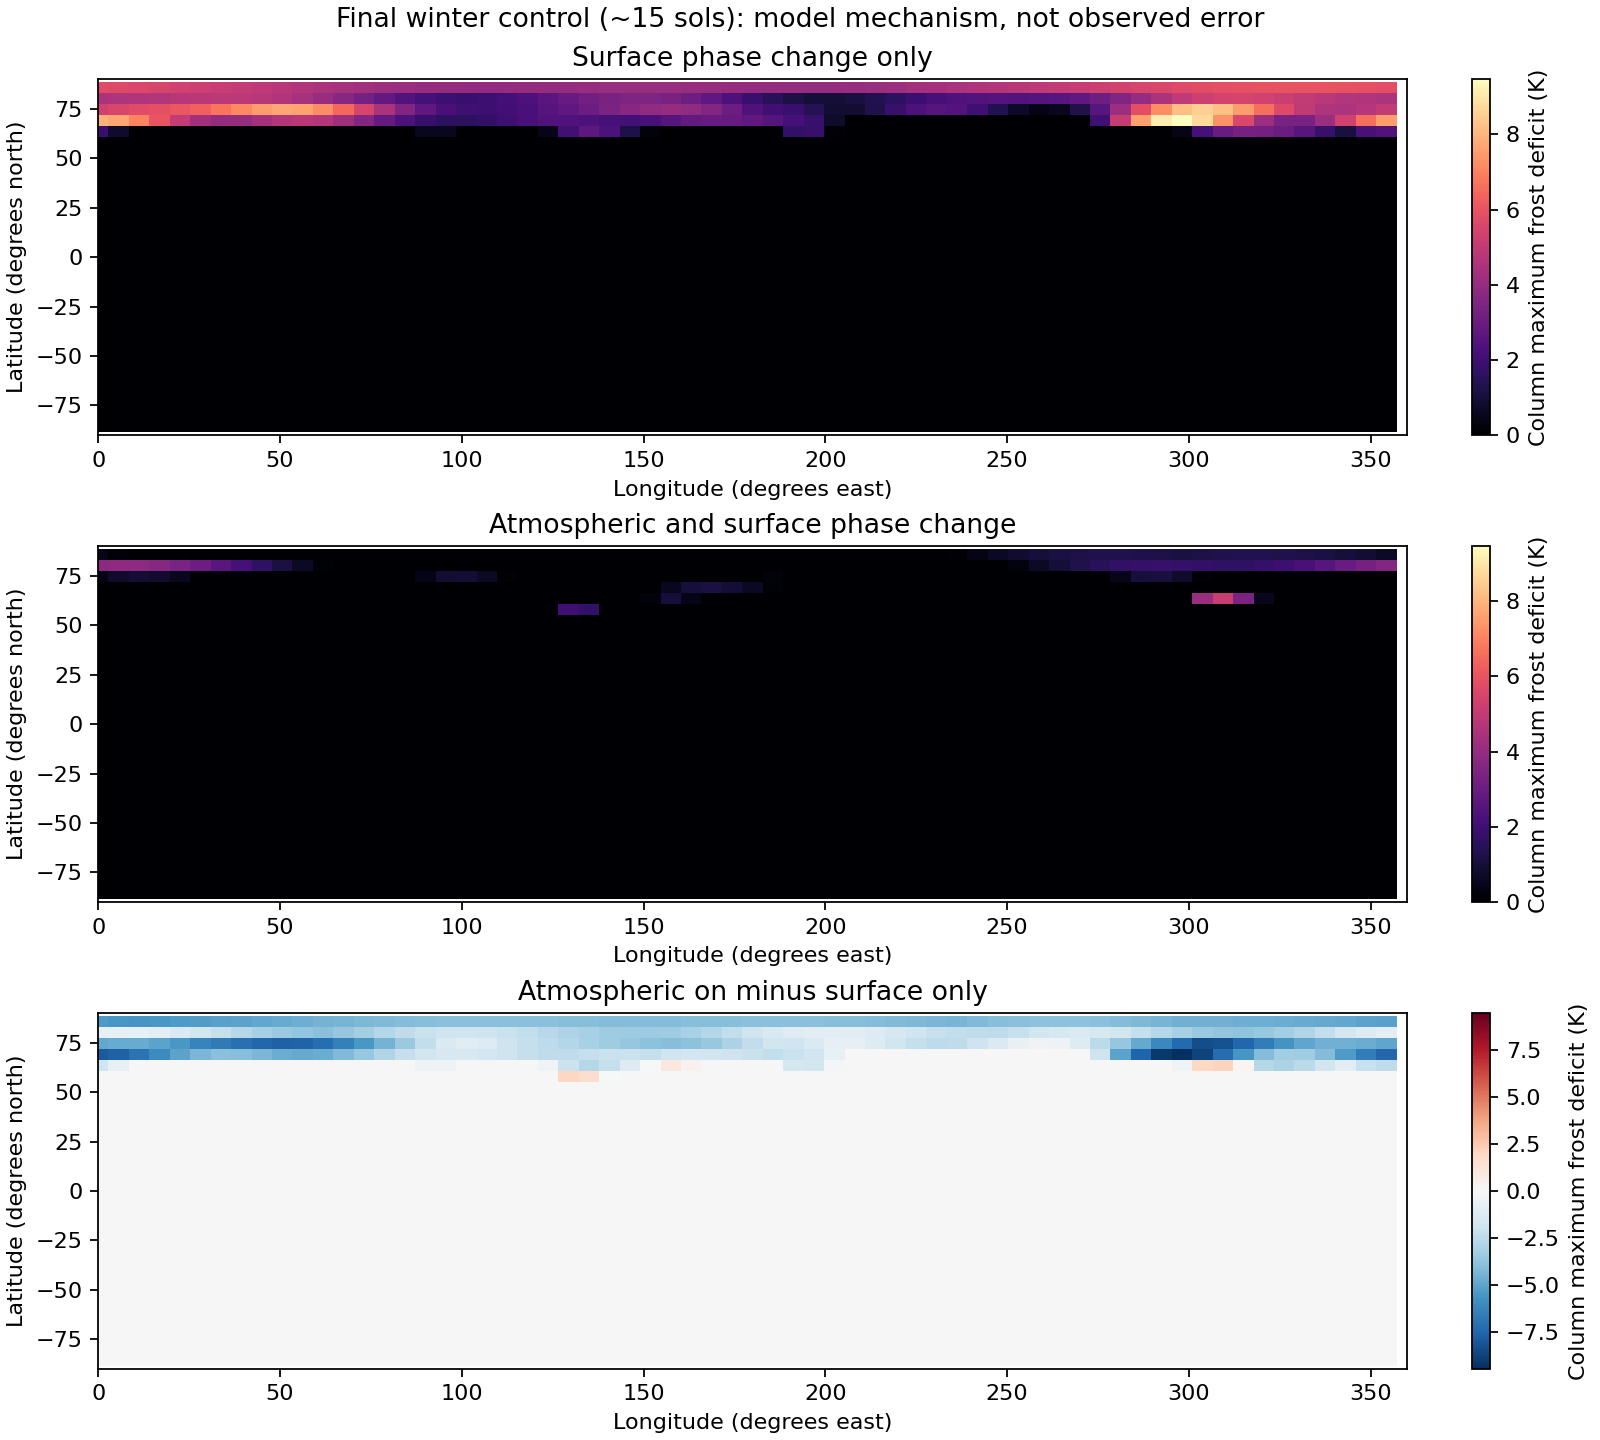 Final winter control (~15 sols): model mechanism, not observed error
Surface phase change only
75
50
25
0
−25
−50
−75
Latitude (degrees north)
0 50 100 150 200 250 300 350
Longitude (degrees east)
8
6
4
2
0
Column maximum frost deficit (K)
Atmospheric and surface phase change
75
50
25
0
−25
−50
−75
Latitude (degrees north)
0 50 100 150 200 250 300 350
Longitude (degrees east)
8
6
4
2
0
Column maximum frost deficit (K)
Atmospheric on minus surface only
75
50
25
0
−25
−50
−75
Latitude (degrees north)
0 50 100 150 200 250 300 350
Longitude (degrees east)
7.5
5.0
2.5
0.0
−2.5
−5.0
−7.5
Column maximum frost deficit (K)